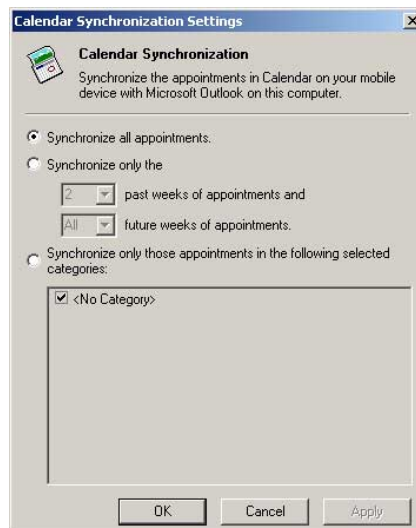 Calendar Synchronization Settings
Calendar Synchronization
Synchronize the appointments in Calendar on your mobile
device with Microsoft Outlook on this computer.
Synchronize all appointments.
Synchronize only the
2 past weeks of appointments and
All future weeks of appointments.
Synchronize only those appointments in the following selected
categories:
<No Category>
OK Cancel Apply